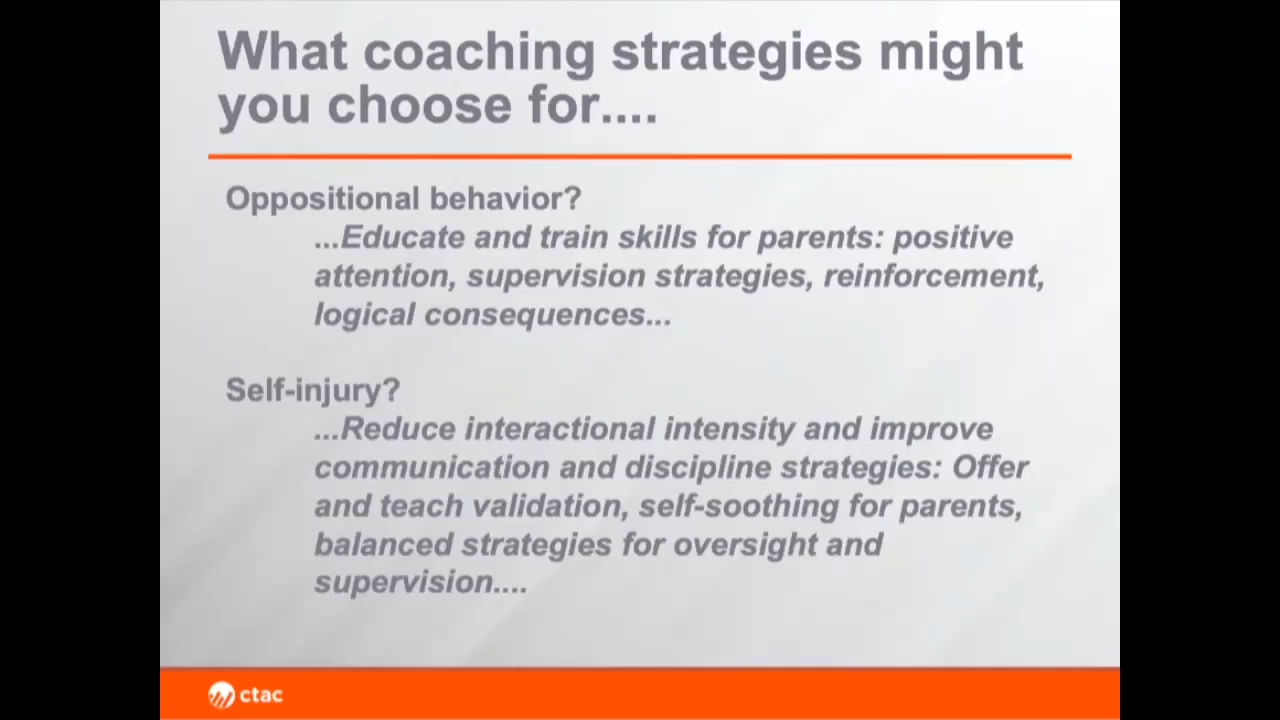 What coaching strategies might
you choose for....
Oppositional behavior?
...Educate and train skills for parents: positive
attention, supervision strategies, reinforcement,
logical consequences...
Self-injury?
...Reduce interactional intensity and improve
communication and discipline strategies: Offer
and teach validation, self-soothing for parents,
balanced strategies for oversight and
supervision....
ctac